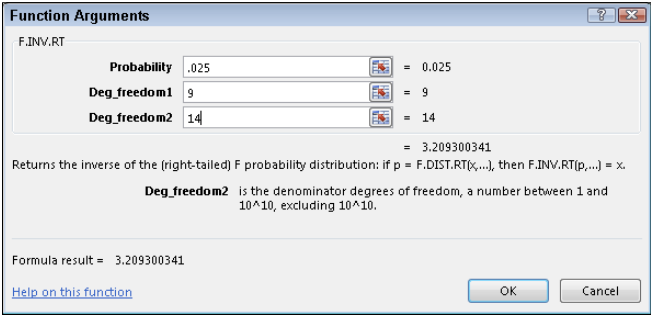 Function Arguments
F.INV.RT
Probability .025 = 0.025
Deg_freedom1 9 = 9
Deg_freedom2 14 = 14
= 3.209300341
Returns the inverse of the (right-tailed) F probability distribution: if p = F.DIST.RT(x,...), then F.INV.RT(p,...) = x.
Deg_freedom2 is the denominator degrees of freedom, a number between 1 and
10^10, excluding 10^10.
Formula result = 3.209300341
Help on this function OK Cancel